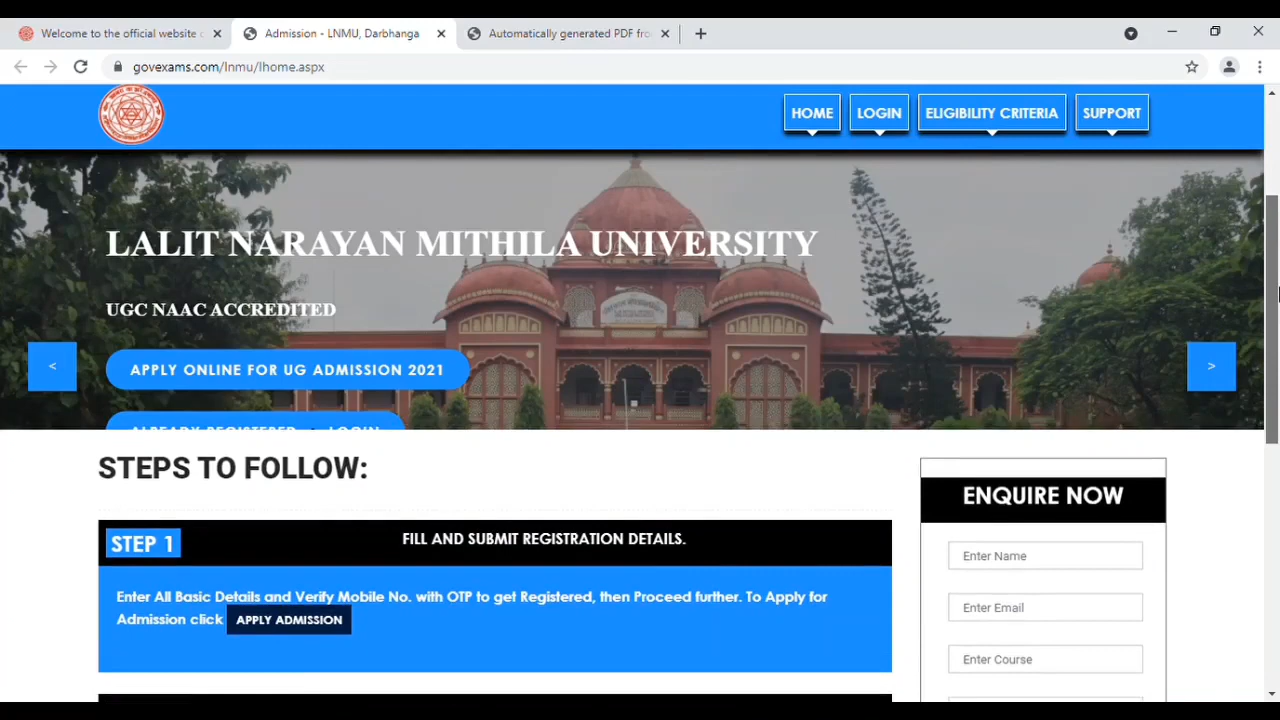 Welcome to the official website
Admission - LNMU, Darbhanga
Automatically generated PDF fro
govexams.com/lnmu/lhome.aspx
HOME
LOGIN
ELIGIBILITY CRITERIA
SUPPORT
LALIT NARAYAN MITHILA UNIVERSITY
UGC NAAC ACCREDITED
<
>
APPLY ONLINE FOR UG ADMISSION 2021
ALREADY REGISTERED LOGIN
STEPS TO FOLLOW:
STEP 1
FILL AND SUBMIT REGISTRATION DETAILS.
Enter All Basic Details and Verify Mobile No. with OTP to get Registered, then Proceed further. To Apply for
Admission click APPLY ADMISSION
ENQUIRE NOW
Enter Name
Enter Email
Enter Course